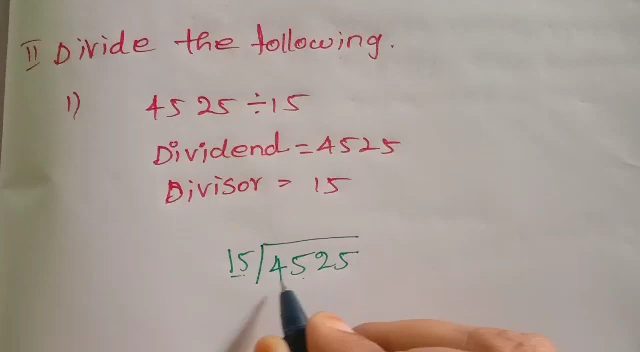 II Divide the following.
1) 4525 ÷ 15
Dividend = 4525
Divisor = 15
15)4525